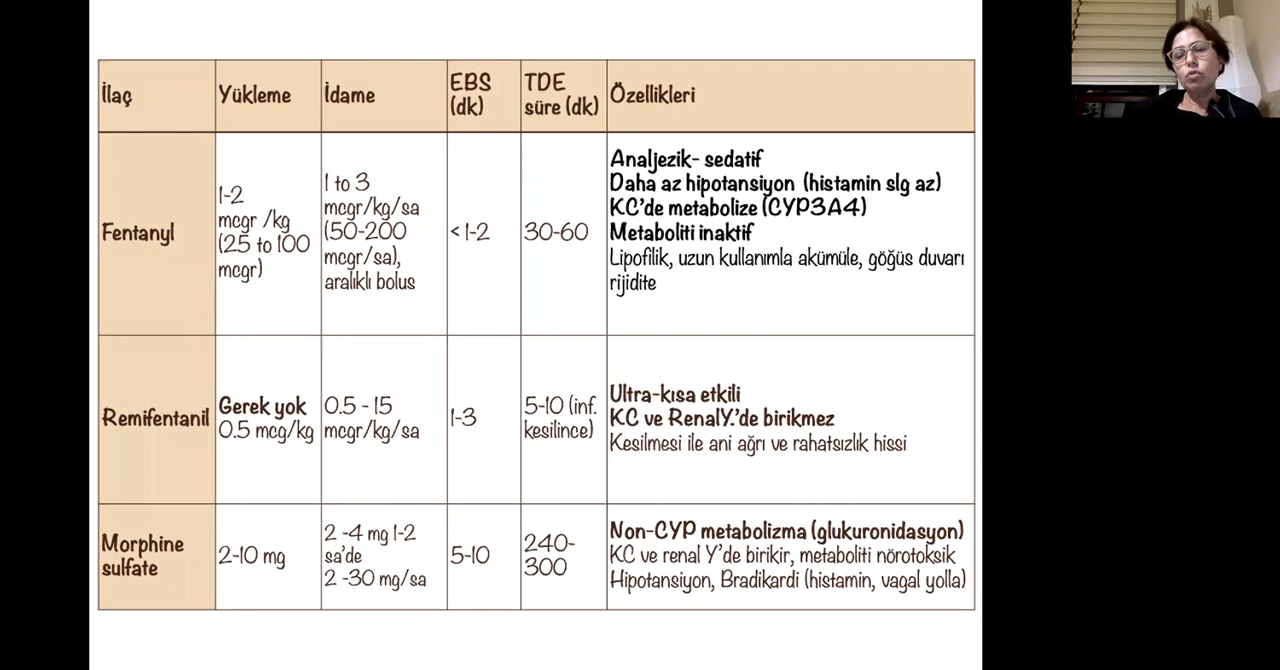 İlaç
Yükleme
İdame
EBS
(dk)
TDE
süre (dk)
Özellikleri
Fentanyl
1-2
mcgr /kg
(25 to 100
mcgr)
1 to 3
mcgr/kg/sa
(50-200
mcgr/sa),
aralıklı bolus
< 1-2
30-60
Analjezik- sedatif
Daha az hipotansiyon (histamin slg az)
KC'de metabolize (CYP3A4)
Metaboliti inaktif
Lipofilik, uzun kullanımla akümüle, göğüs duvarı
rijidite
Remifentanil
Gerek yok
0.5 mcg/kg
0.5 - 15
mcgr/kg/sa
1-3
5-10 (inf.
kesilince)
Ultra-kısa etkili
KC ve RenalY.'de birikmez
Kesilmesi ile ani ağrı ve rahatsızlık hissi
Morphine
sulfate
2-10 mg
2 -4 mg 1-2
sa'de
2 -30 mg/sa
5-10
240-
300
Non-CYP metabolizma (glukuronidasyon)
KC ve renal Y'de birikir, metaboliti nörotoksik
Hipotansiyon, Bradikardi (histamin, vagal yolla)